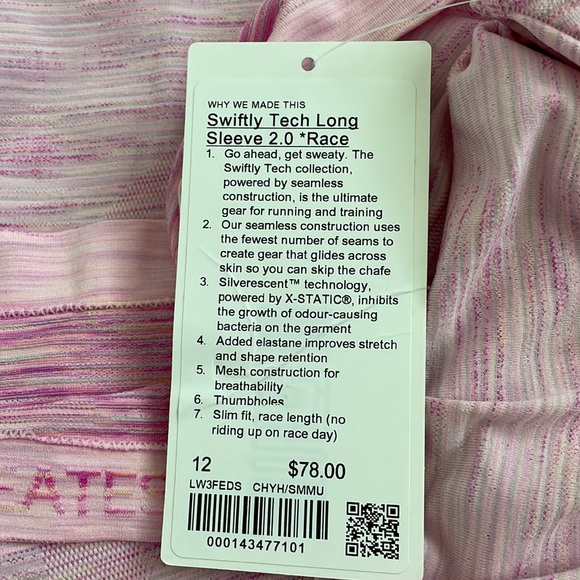 WHY WE MADE THIS
Swiftly Tech Long
Sleeve 2.0 *Race
1. Go ahead, get sweaty. The
Swiftly Tech collection,
powered by seamless
construction, is the ultimate
gear for running and training
2. Our seamless construction uses
the fewest number of seams to
create gear that glides across
skin so you can skip the chafe
3. Silverescent™ technology,
powered by X-STATIC®, inhibits
the growth of odour-causing
bacteria on the garment
4. Added elastane improves stretch
and shape retention
5. Mesh construction for
breathability
6. Thumbholes
7. Slim fit, race length (no
riding up on race day)
12 $78.00
LW3FEDS CHYH/SMMU
000143477101